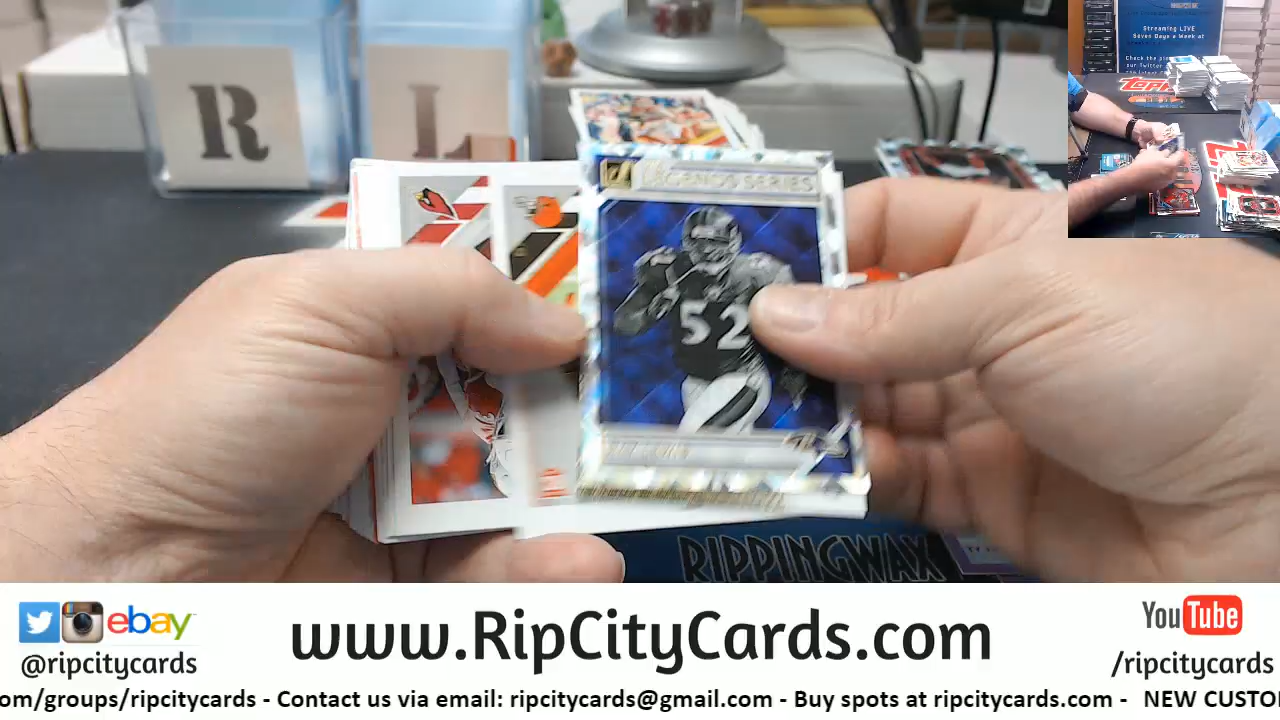 Streaming LIVE
Seven Days a Week at
R
L
LEGENDS SERIES
52
RIPPINGWAX
ebay
@ripcitycards
www.RipCityCards.com
YouTube
/ripcitycards
om/groups/ripcitycards - Contact us via email: ripcitycards@gmail.com - Buy spots at ripcitycards.com - NEW CUSTO